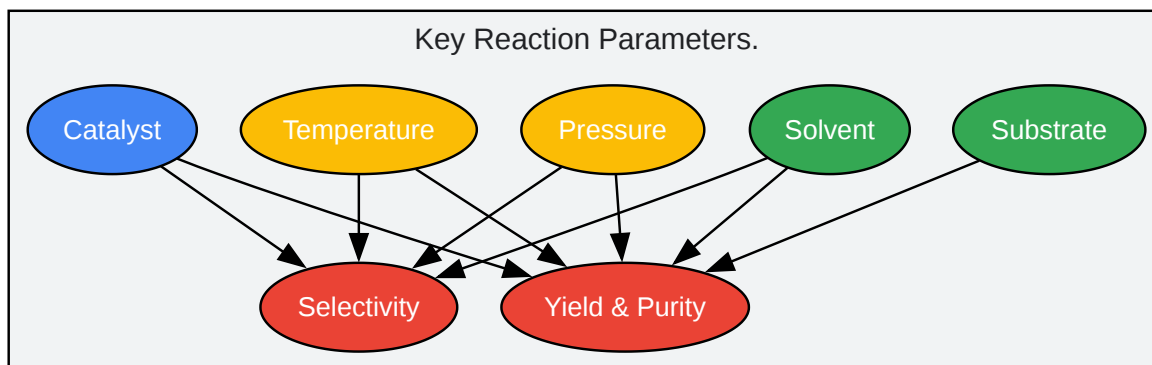 Key Reaction Parameters.
Catalyst
Temperature
Pressure
Solvent
Substrate
Selectivity
Yield & Purity